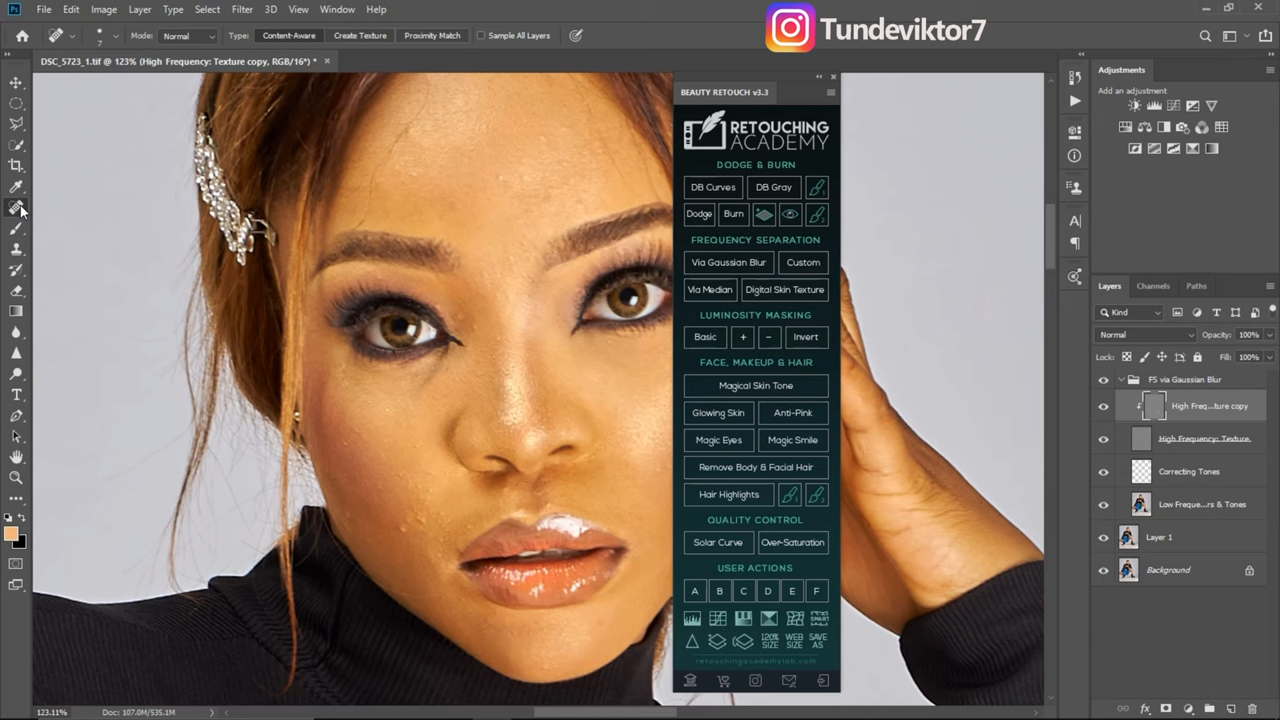 Ps File Edit Image Layer Type Select Filter 3D View Window Help
Tundeviktor7
7 Mode: Normal Type: Content-Aware Create Texture Proximity Match Sample All Layers
DSC_5723_1.tif @ 123% (High Frequency: Texture copy, RGB/16*) *
BEAUTY RETOUCH v3.3
RETOUCHING
ACADEMY
DODGE & BURN
DB Curves DB Gray 1
Dodge Burn 2
FREQUENCY SEPARATION
Via Gaussian Blur Custom
Via Median Digital Skin Texture
LUMINOSITY MASKING
Basic + − Invert
FACE, MAKEUP & HAIR
Magical Skin Tone
Glowing Skin Anti-Pink
Magic Eyes Magic Smile
Remove Body & Facial Hair
Hair Highlights 1 2
QUALITY CONTROL
Solar Curve Over-Saturation
USER ACTIONS
A B C D E F
SMART
120% SIZE WEB SIZE SAVE AS
retouchingacademylab.com
Adjustments
Add an adjustment
Layers Channels Paths
Kind
Normal Opacity: 100%
Lock: Fill: 100%
FS via Gaussian Blur
High Freq...ture copy
High Frequency: Texture
Correcting Tones
Low Freque...rs & Tones
Layer 1
Background
123.11% Doc: 107.0M/535.1M